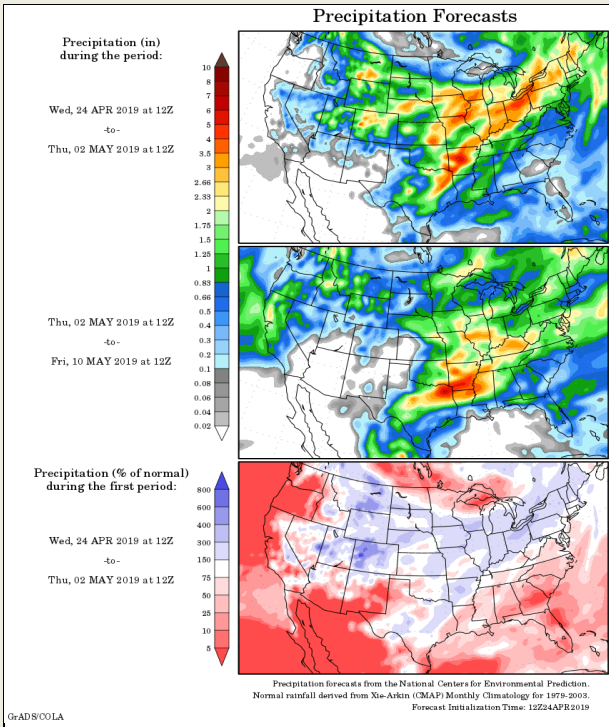 Precipitation Forecasts
Precipitation (in)
during the period:
Wed, 24 APR 2019 at 12Z
-to-
Thu, 02 MAY 2019 at 12Z
10
8
7
6
5
4
3.5
3
2.66
2.33
2
1.75
1.5
1.25
1
0.83
0.66
0.5
0.4
0.3
0.2
0.1
0.08
0.06
0.04
0.02
Thu, 02 MAY 2019 at 12Z
-to-
Fri, 10 MAY 2019 at 12Z
Precipitation (% of normal)
during the first period:
Wed, 24 APR 2019 at 12Z
-to-
Thu, 02 MAY 2019 at 12Z
800
600
400
300
150
75
50
25
10
5
Precipitation forecasts from the National Centers for Environmental Prediction.
Normal rainfall derived from Xie-Arkin (CMAP) Monthly Climatology for 1979-2003.
Forecast Initialization Time: 12Z24APR2019
GrADS/COLA